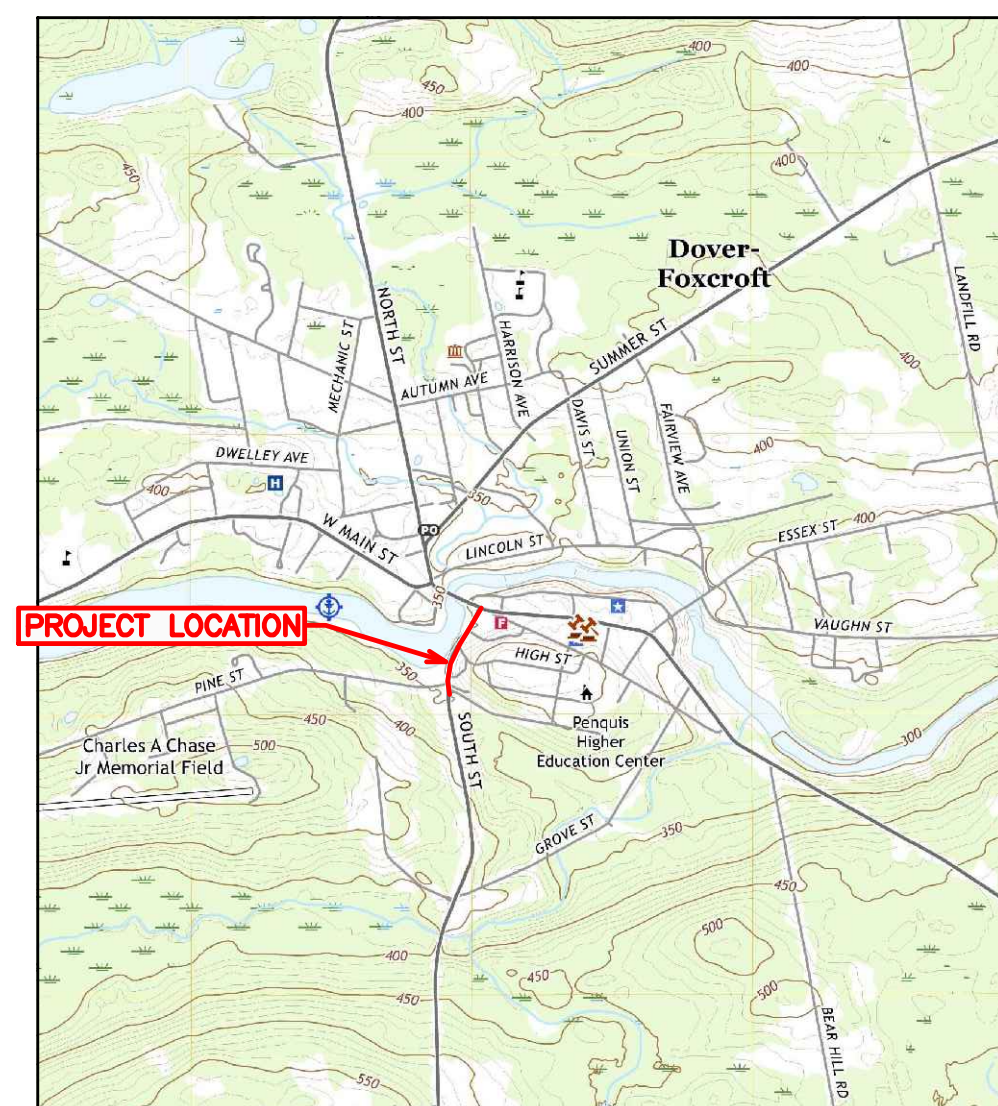 400
400
450
400
450
400
Dover-
Foxcroft
LANDFILL RD
NORTH ST
MECHANIC ST
HARRISON AVE
SUMMER ST
400
AUTUMN AVE
DAVIS ST
UNION ST
FAIRVIEW AVE
400
DWELLEY AVE
H
400
350
W MAIN ST
PO
LINCOLN ST
ESSEX ST
400
350
PROJECT LOCATION
F
HIGH ST
VAUGHN ST
PINE ST
350
450
400
SOUTH ST
Penquis
Higher
Education Center
300
Charles A Chase
Jr Memorial Field
500
GROVE ST
350
450
500
400
450
450
500
BEAR HILL RD
550